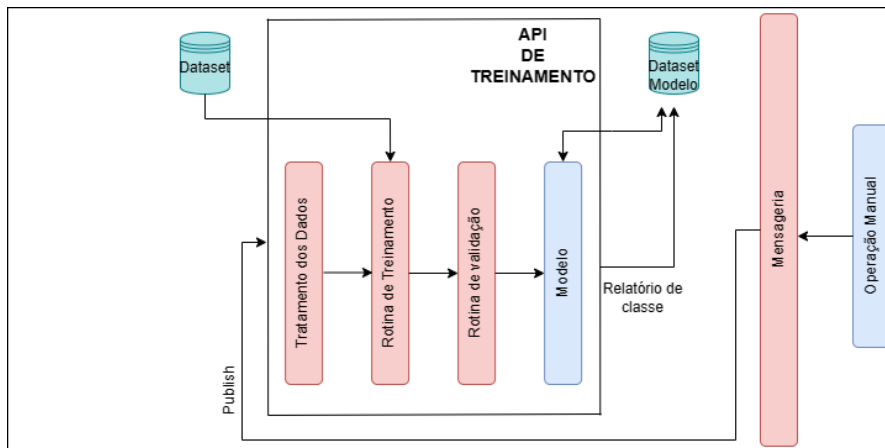 API
DE
TREINAMENTO
Dataset
Dataset
Modelo
Tratamento dos Dados
Rotina de Treinamento
Rotina de validação
Modelo
Relatório de
classe
Mensageria
Operação Manual
Publish